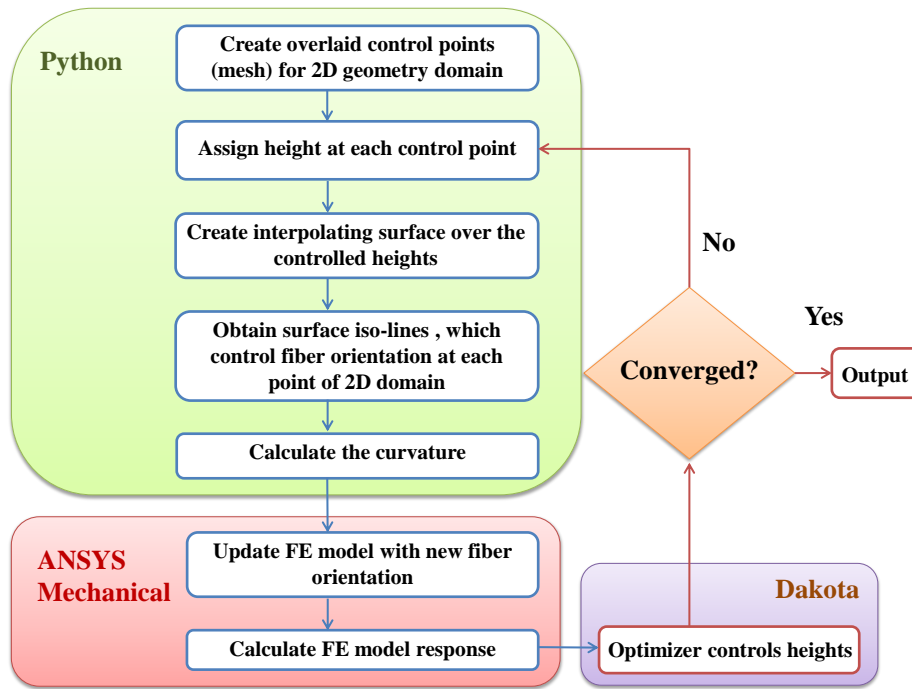 Python
Create overlaid control points
(mesh) for 2D geometry domain
Assign height at each control point
Create interpolating surface over the
controlled heights
Obtain surface iso-lines , which
control fiber orientation at each
point of 2D domain
Calculate the curvature
ANSYS
Mechanical
Update FE model with new fiber
orientation
Calculate FE model response
Dakota
Optimizer controls heights
Converged?
No
Yes
Output